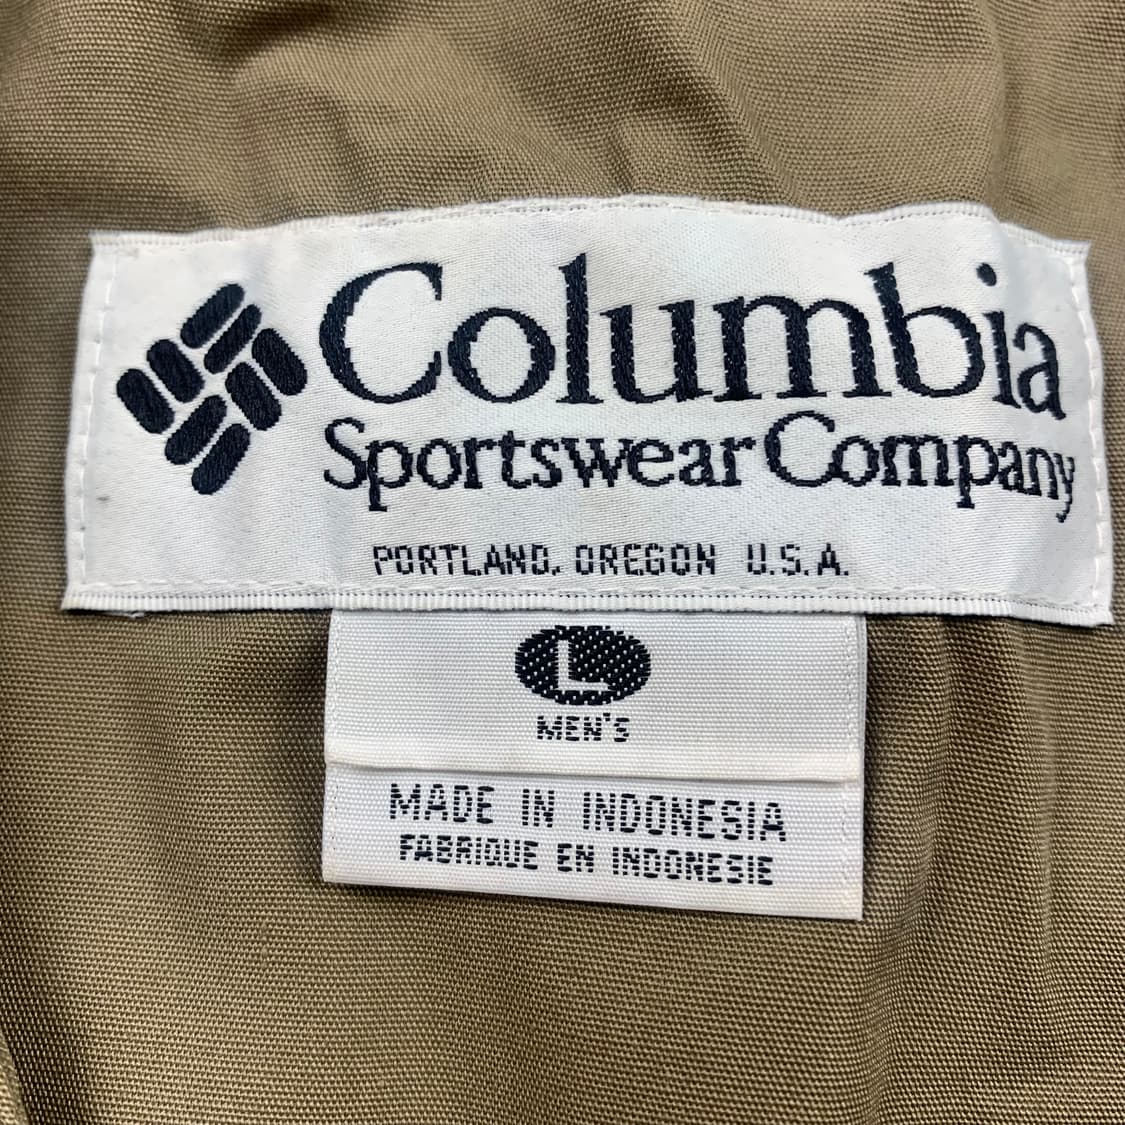 Columbia
Sportswear Company
PORTLAND, OREGON U.S.A.
L
MEN'S
MADE IN INDONESIA
FABRIQUE EN INDONESIE